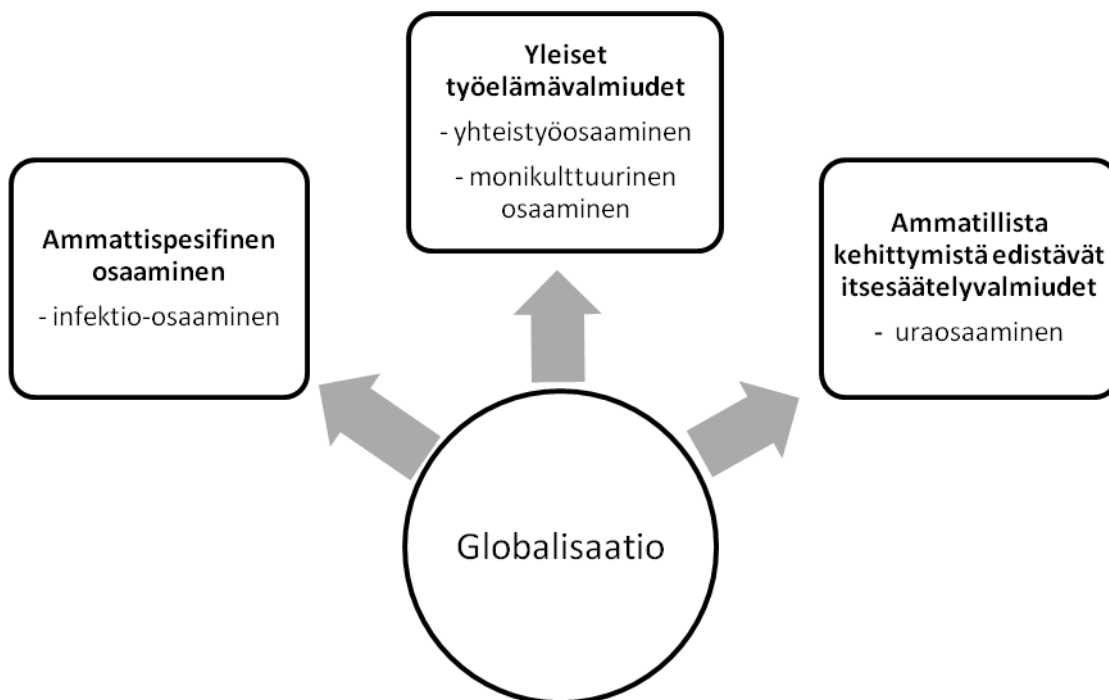 Yleiset
työelämävalmiudet
- yhteistyöosaaminen
- monikulttuurinen
osaaminen
Ammattispesifinen
osaaminen
- infektio-osaaminen
Ammatillista
kehittymistä edistävät
itsesäätelyvalmiudet
- uraosaaminen
Globalisaatio